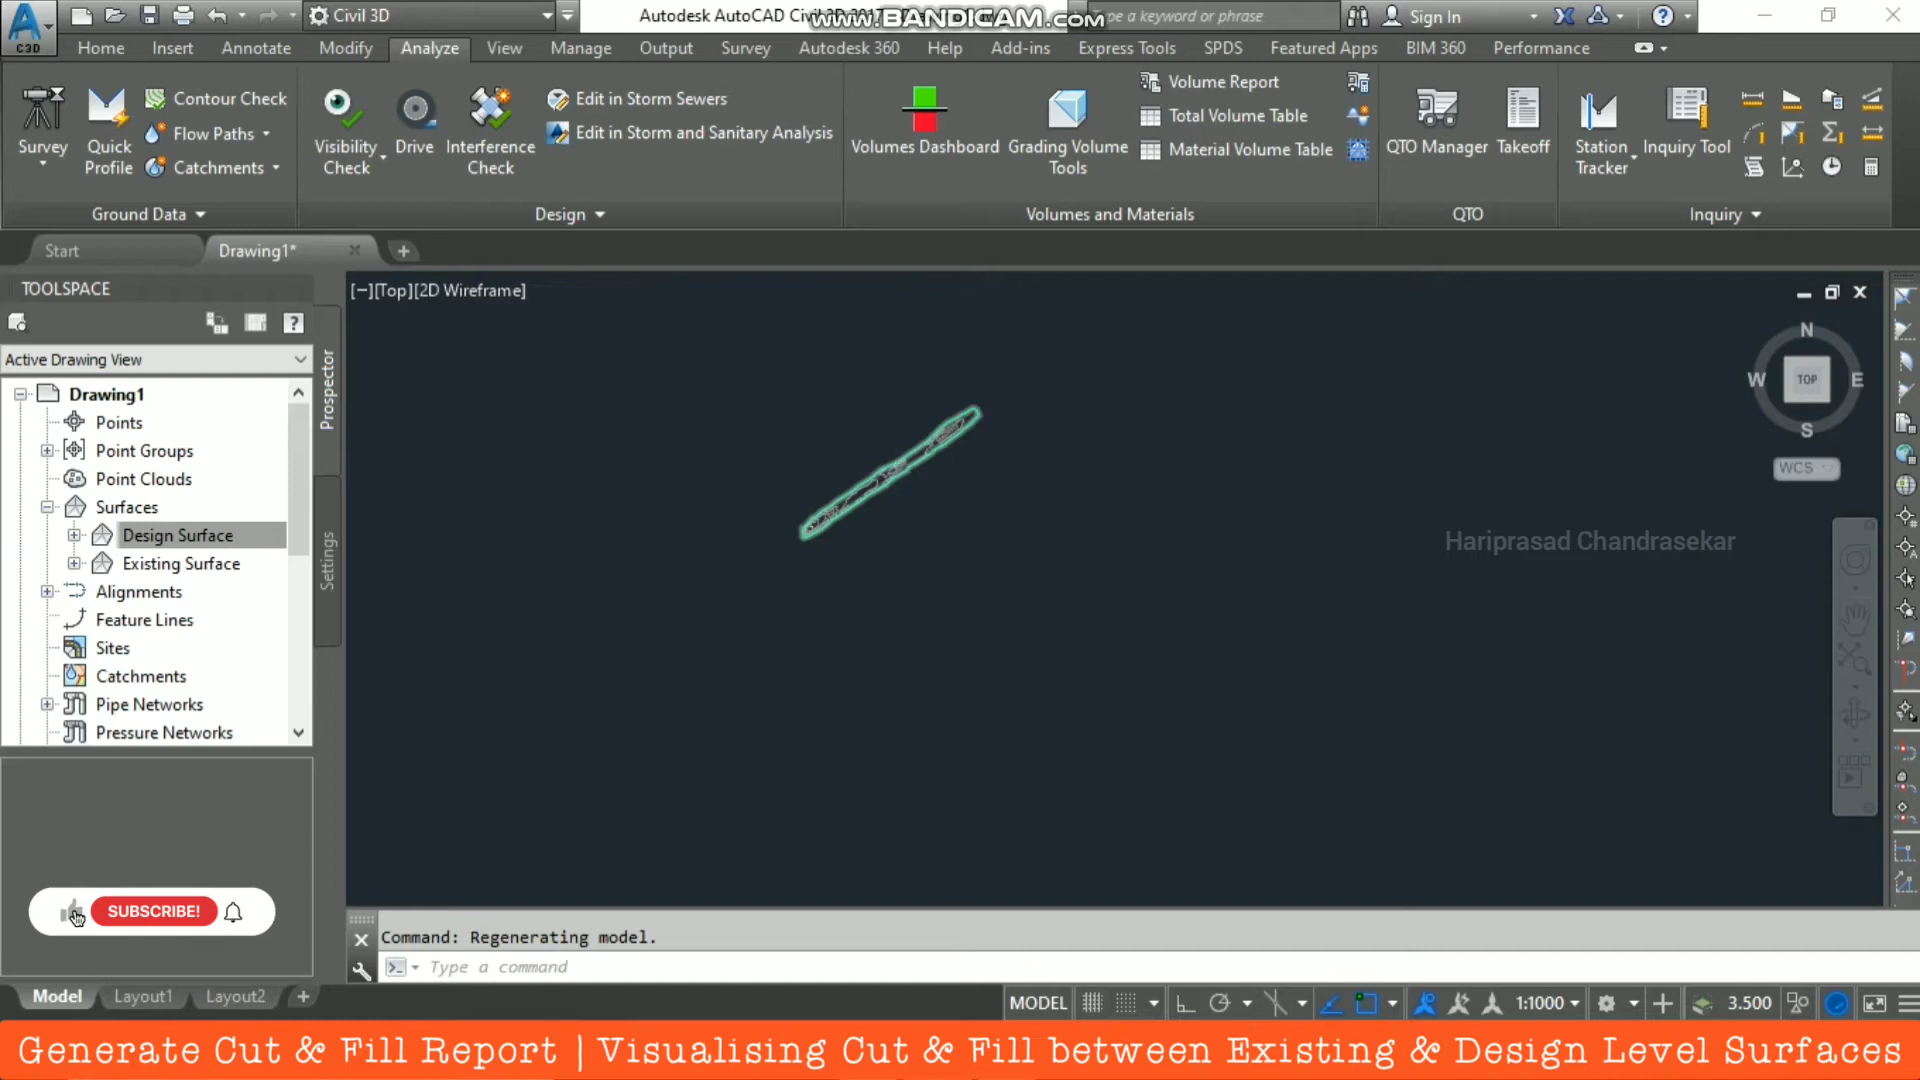 Civil 3D
Autodesk AutoCAD Civil 3D 2017
www.BANDICAM.com
Type a keyword or phrase
Sign In
C3D
Home Insert Annotate Modify Analyze View Manage Output Survey Autodesk 360 Help Add-ins Express Tools SPDS Featured Apps BIM 360 Performance
Survey
Quick Profile
Contour Check
Flow Paths
Catchments
Ground Data
Visibility Check
Drive
Interference Check
Edit in Storm Sewers
Edit in Storm and Sanitary Analysis
Design
Volumes Dashboard
Grading Volume Tools
Volume Report
Total Volume Table
Material Volume Table
Volumes and Materials
QTO Manager
Takeoff
QTO
Station Tracker
Inquiry Tool
Inquiry
Start
Drawing1*
TOOLSPACE
Active Drawing View
Prospector
Settings
Drawing1
Points
Point Groups
Point Clouds
Surfaces
Design Surface
Existing Surface
Alignments
Feature Lines
Sites
Catchments
Pipe Networks
Pressure Networks
[−][Top][2D Wireframe]
N
W TOP E
S
WCS
Hariprasad Chandrasekar
SUBSCRIBE!
Command: Regenerating model.
Type a command
Model Layout1 Layout2
MODEL
1:1000
3.500
Generate Cut & Fill Report | Visualising Cut & Fill between Existing & Design Level Surfaces